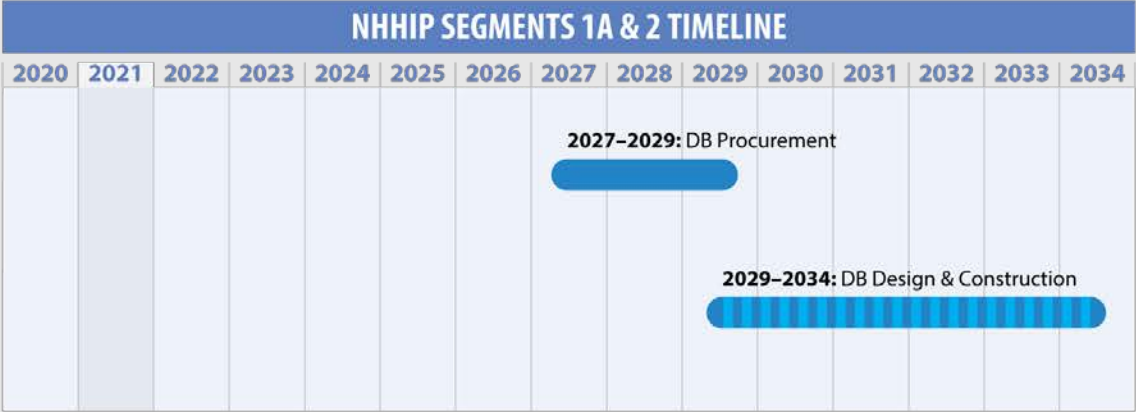 NHHIP SEGMENTS 1A & 2 TIMELINE
2020 2021 2022 2023 2024 2025 2026 2027 2028 2029 2030 2031 2032 2033 2034
2027–2029: DB Procurement
2029–2034: DB Design & Construction